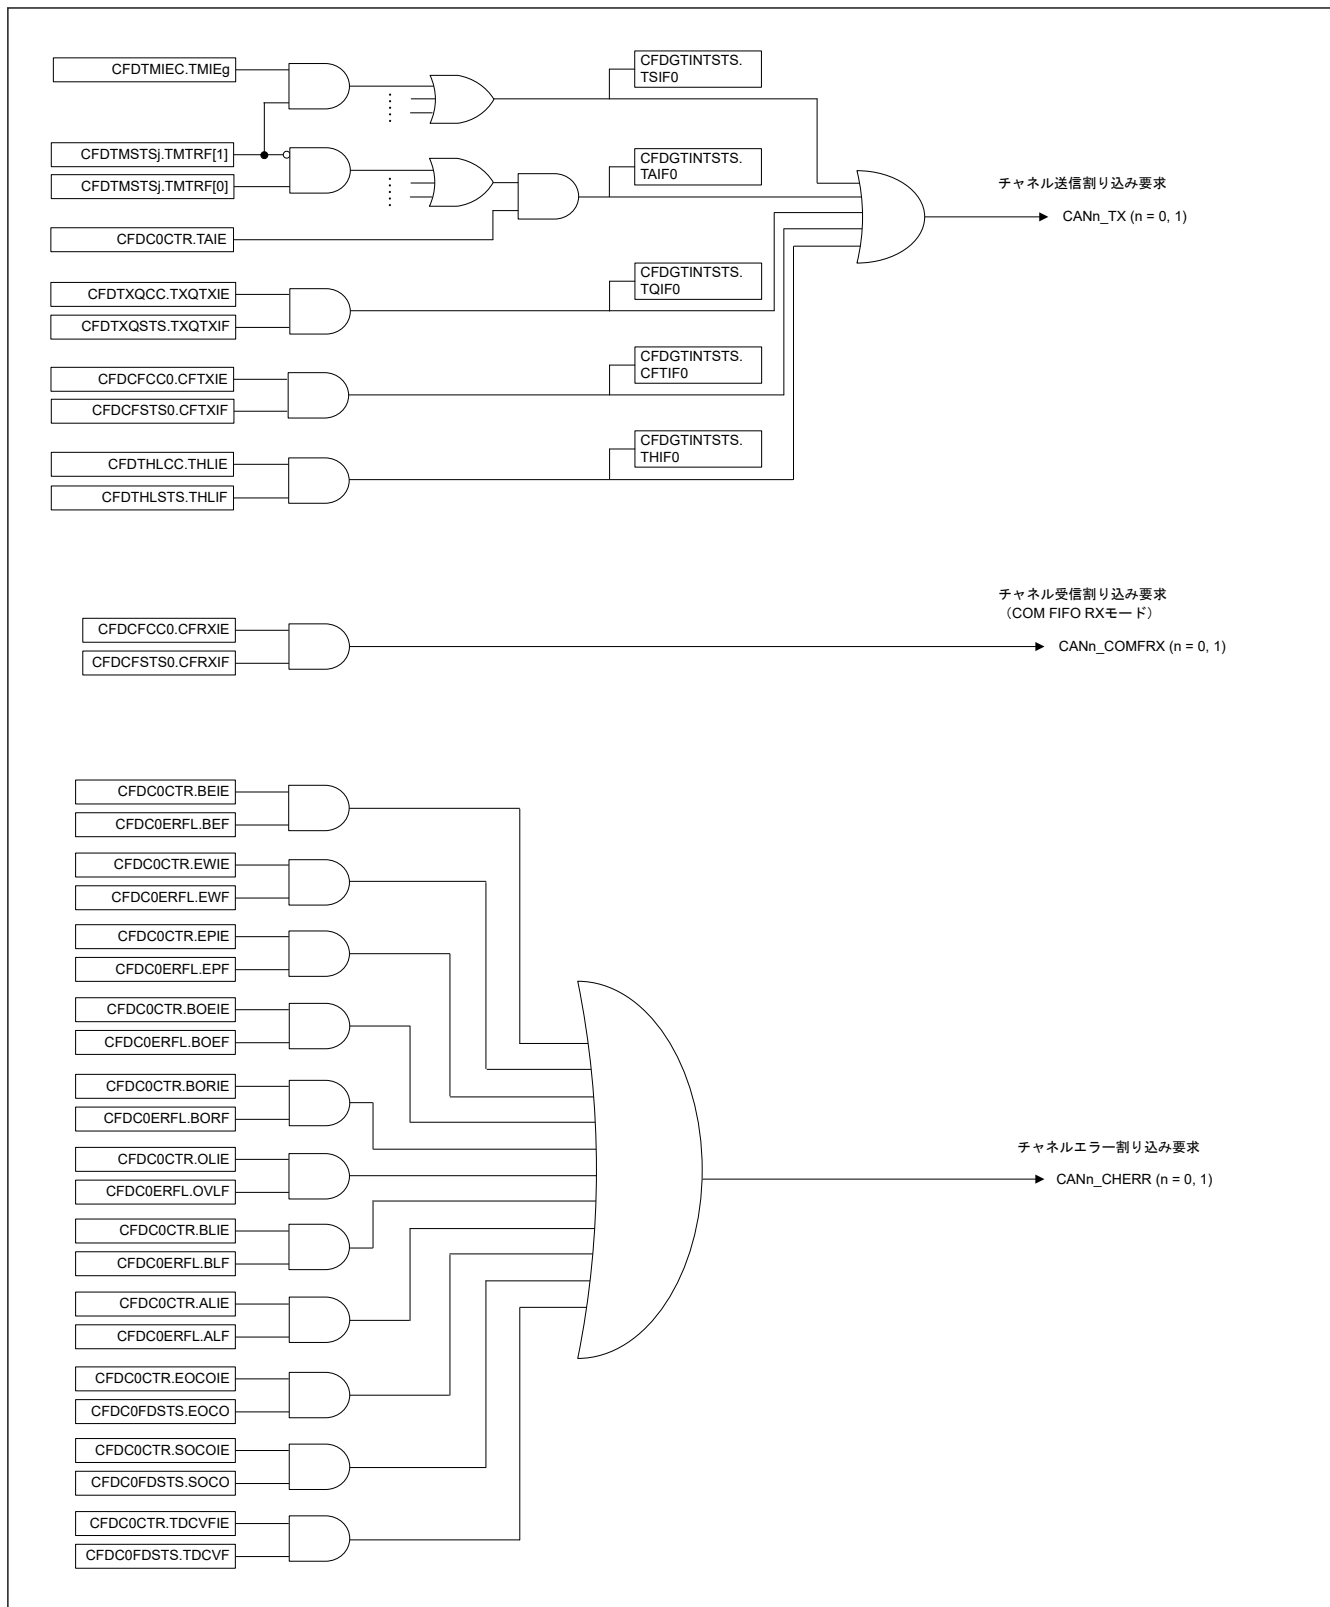 CFDTMIEC.TMIEg
CFDGTINTSTS.
TSIF0
CFDTMSTSj.TMTRF[1]
CFDTMSTSj.TMTRF[0]
CFDGTINTSTS.
TAIF0
チャネル送信割り込み要求
CANn_TX (n = 0, 1)
CFDC0CTR.TAIE
CFDTXQCC.TXQTXIE
CFDTXQSTS.TXQTXIF
CFDGTINTSTS.
TQIF0
CFDCFCC0.CFTXIE
CFDCFSTS0.CFTXIF
CFDGTINTSTS.
CFTIF0
CFDTHLCC.THLIE
CFDTHLSTS.THLIF
CFDGTINTSTS.
THIF0
チャネル受信割り込み要求
（COM FIFO RXモード）
CFDCFCC0.CFRXIE
CFDCFSTS0.CFRXIF
CANn_COMFRX (n = 0, 1)
CFDC0CTR.BEIE
CFDC0ERFL.BEF
CFDC0CTR.EWIE
CFDC0ERFL.EWF
CFDC0CTR.EPIE
CFDC0ERFL.EPF
CFDC0CTR.BOEIE
CFDC0ERFL.BOEF
CFDC0CTR.BORIE
CFDC0ERFL.BORF
CFDC0CTR.OLIE
CFDC0ERFL.OVLF
チャネルエラー割り込み要求
CANn_CHERR (n = 0, 1)
CFDC0CTR.BLIE
CFDC0ERFL.BLF
CFDC0CTR.ALIE
CFDC0ERFL.ALF
CFDC0CTR.EOCOIE
CFDC0FDSTS.EOCO
CFDC0CTR.SOCOIE
CFDC0FDSTS.SOCO
CFDC0CTR.TDCVFIE
CFDC0FDSTS.TDCVF